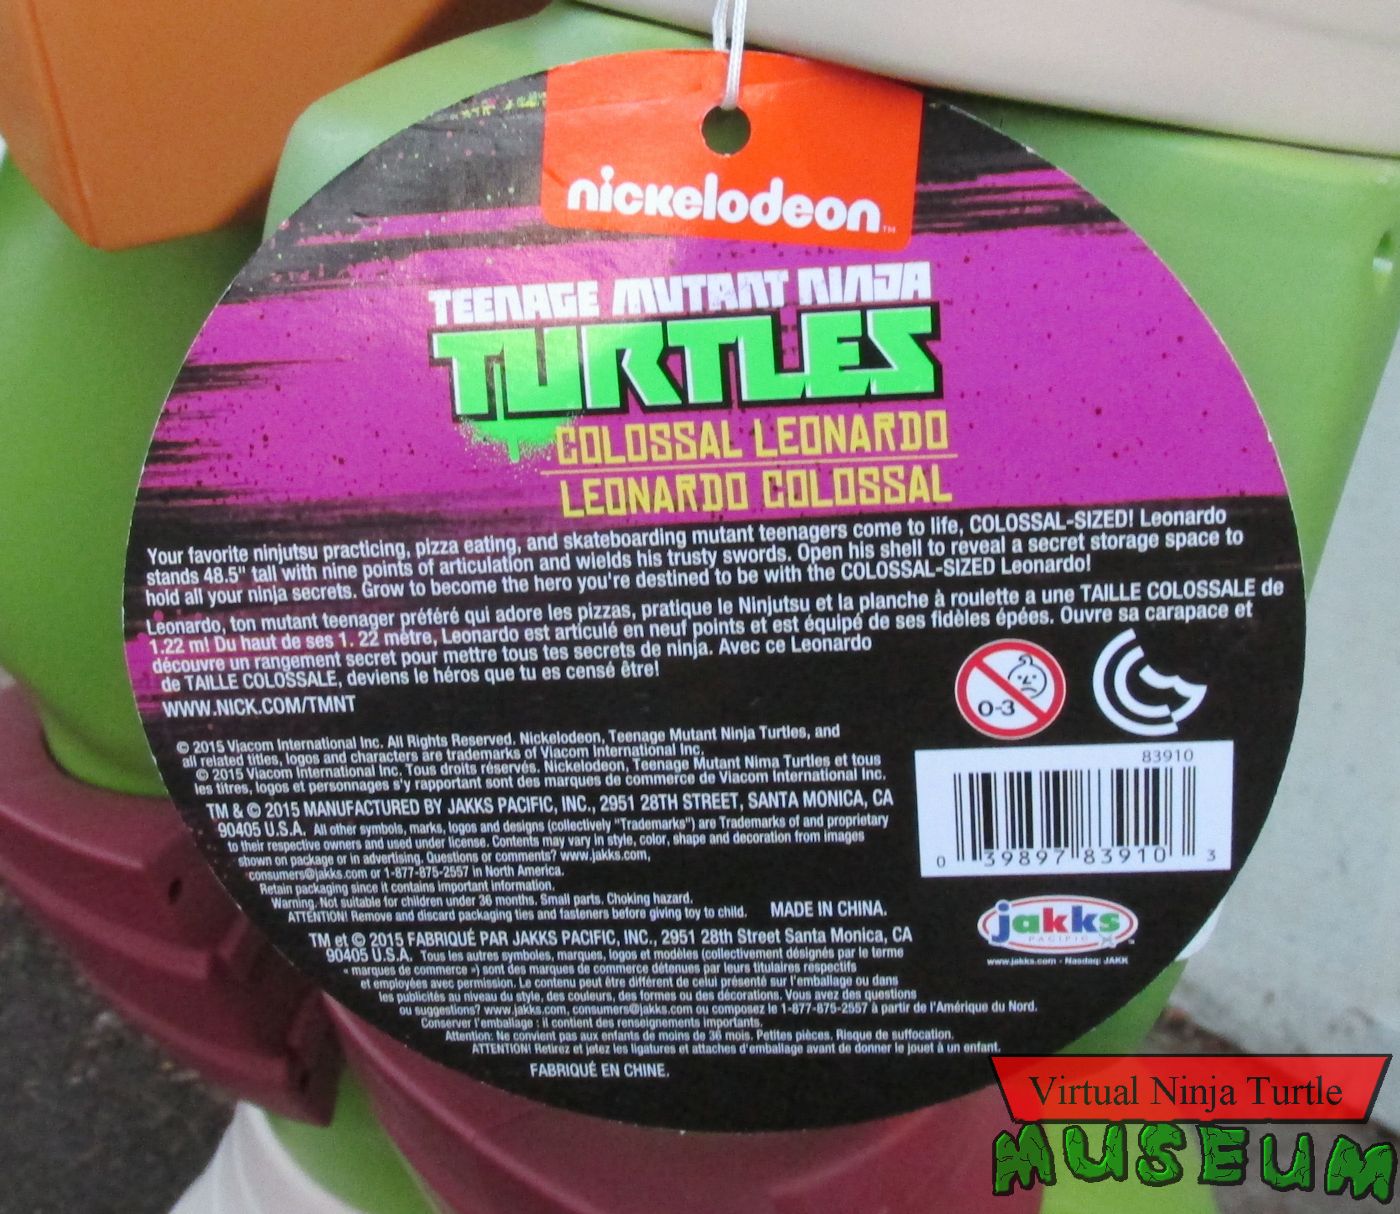 nickelodeon™
TEENAGE MUTANT NINJA
TURTLES
COLOSSAL LEONARDO
LEONARDO COLOSSAL
Your favorite ninjutsu practicing, pizza eating, and skateboarding mutant teenagers come to life, COLOSSAL-SIZED! Leonardo
stands 48.5" tall with nine points of articulation and wields his trusty swords. Open his shell to reveal a secret storage space to
hold all your ninja secrets. Grow to become the hero you're destined to be with the COLOSSAL-SIZED Leonardo!
Leonardo, ton mutant teenager préféré qui adore les pizzas, pratique le Ninjutsu et la planche à roulette a une TAILLE COLOSSALE de
1.22 m! Du haut de ses 1. 22 mètre, Leonardo est articulé en neuf points et est équipé de ses fidèles épées. Ouvre sa carapace et
découvre un rangement secret pour mettre tous tes secrets de ninja. Avec ce Leonardo
de TAILLE COLOSSALE, deviens le héros que tu es censé être!
WWW.NICK.COM/TMNT
0-3
© 2015 Viacom International Inc. All Rights Reserved. Nickelodeon, Teenage Mutant Ninja Turtles, and
all related titles, logos and characters are trademarks of Viacom International Inc.
© 2015 Viacom International Inc. Tous droits réservés. Nickelodeon, Teenage Mutant Nima Turtles et tous
les titres, logos et personnages s'y rapportant sont des marques de commerce de Viacom International Inc.
TM & © 2015 MANUFACTURED BY JAKKS PACIFIC, INC., 2951 28TH STREET, SANTA MONICA, CA
90405 U.S.A. All other symbols, marks, logos and designs (collectively "Trademarks") are Trademarks of and proprietary
to their respective owners and used under license. Contents may vary in style, color, shape and decoration from images
shown on package or in advertising. Questions or comments? www.jakks.com,
consumers@jakks.com or 1-877-875-2557 in North America.
Retain packaging since it contains important information.
Warning. Not suitable for children under 36 months. Small parts. Choking hazard.
ATTENTION! Remove and discard packaging ties and fasteners before giving toy to child. MADE IN CHINA.
83910
0 39897 83910 3
jakks
PACIFIC
www.jakks.com - Nasdaq: JAKK
TM et © 2015 FABRIQUÉ PAR JAKKS PACIFIC, INC., 2951 28th Street Santa Monica, CA
90405 U.S.A. Tous les autres symboles, marques, logos et modèles (collectivement désignés par le terme
« marques de commerce ») sont des marques de commerce détenues par leurs titulaires respectifs
et employées avec permission. Le contenu peut être différent de celui présenté sur l'emballage ou dans
les publicités au niveau du style, des couleurs, des formes ou des décorations. Vous avez des questions
ou suggestions? www.jakks.com, consumers@jakks.com ou composez le 1-877-875-2557 à partir de l'Amérique du Nord.
Conserver l'emballage : il contient des renseignements importants.
Attention: Ne convient pas aux enfants de moins de 36 mois. Petites pièces. Risque de suffocation.
ATTENTION! Retirez et jetez les ligatures et attaches d'emballage avant de donner le jouet à un enfant.
FABRIQUÉ EN CHINE.
Virtual Ninja Turtle
MUSEUM